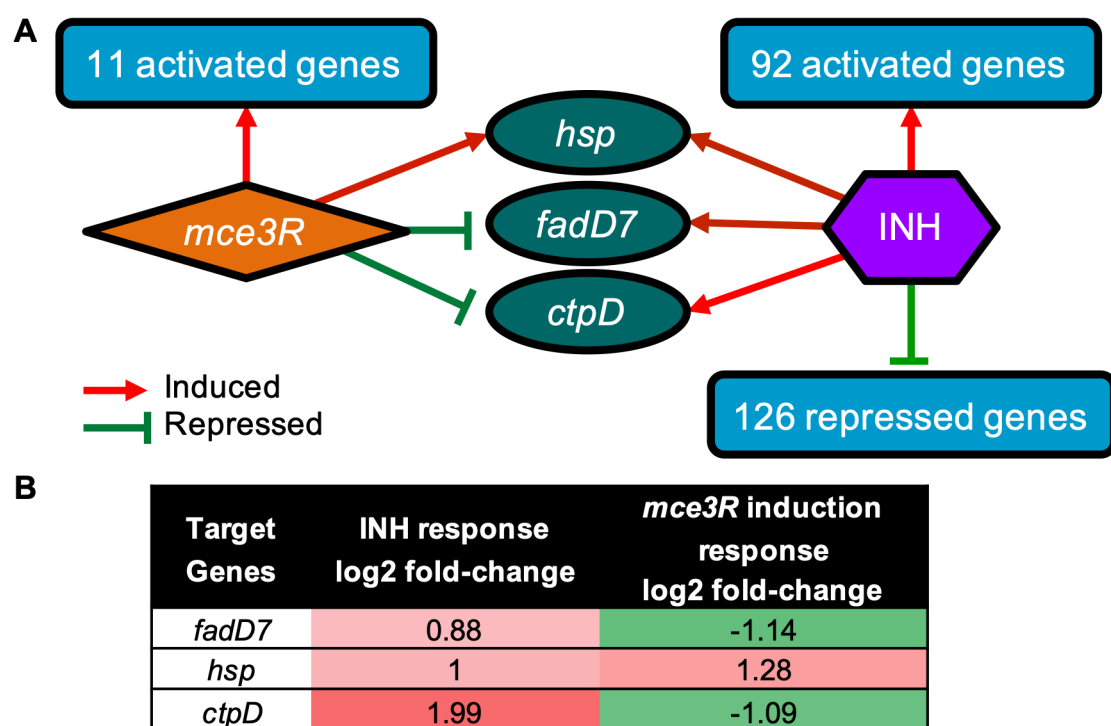 A
11 activated genes
92 activated genes
hsp
mce3R
fadD7
INH
ctpD
Induced
Repressed
126 repressed genes
B
Target Genes
INH response log2 fold-change
mce3R induction response log2 fold-change
fadD7 0.88 -1.14
hsp 1 1.28
ctpD 1.99 -1.09